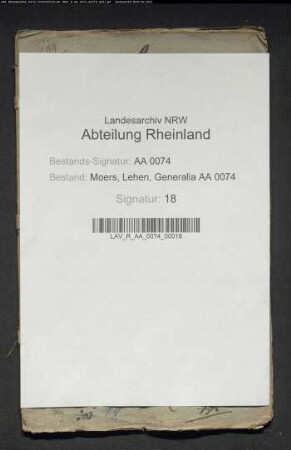 Landesarchiv NRW
Abteilung Rheinland
Bestands-Signatur: AA 0074
Bestand: Moers, Lehen, Generalia AA 0074
Signatur: 18
LAV_R_AA_0074_00018